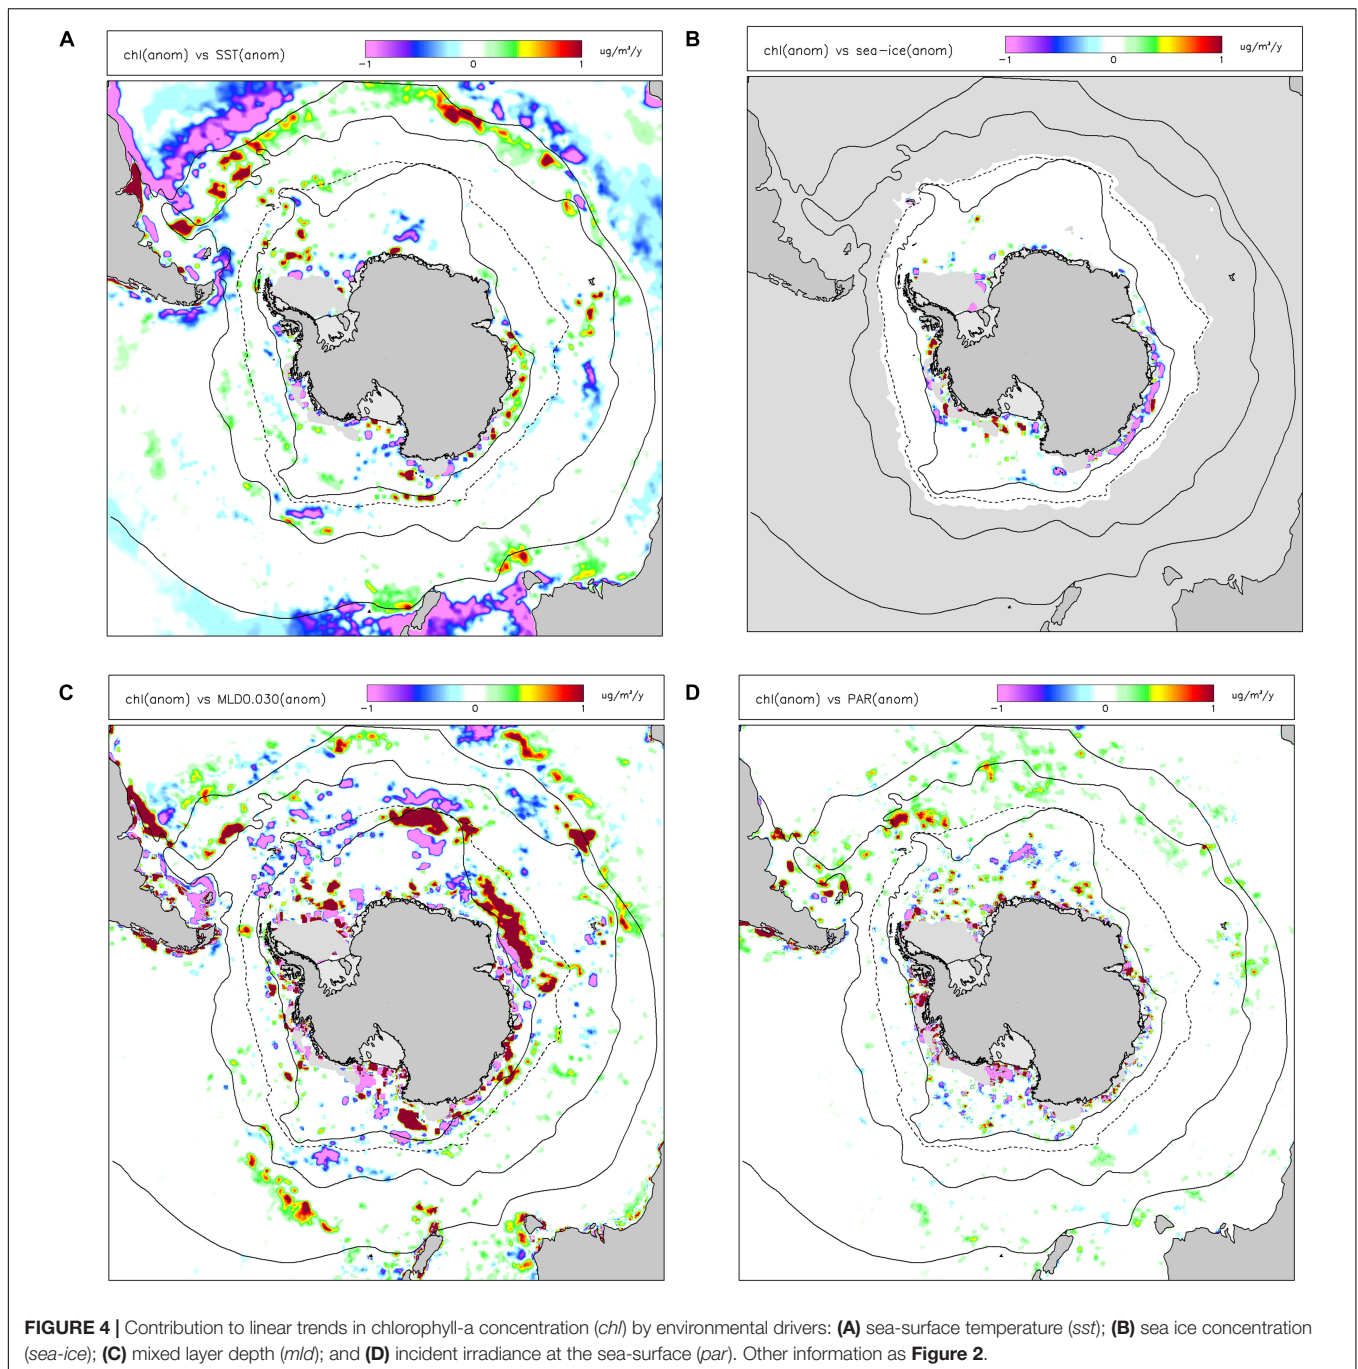 A
chl(anom) vs SST(anom)
-1 0 1
ug/m³/y
B
chl(anom) vs sea-ice(anom)
-1 0 1
ug/m³/y
C
chl(anom) vs MLD0.030(anom)
-1 0 1
ug/m³/y
D
chl(anom) vs PAR(anom)
-1 0 1
ug/m³/y
FIGURE 4 | Contribution to linear trends in chlorophyll-a concentration (chl) by environmental drivers: (A) sea-surface temperature (sst); (B) sea ice concentration
(sea-ice); (C) mixed layer depth (mld); and (D) incident irradiance at the sea-surface (par). Other information as Figure 2.